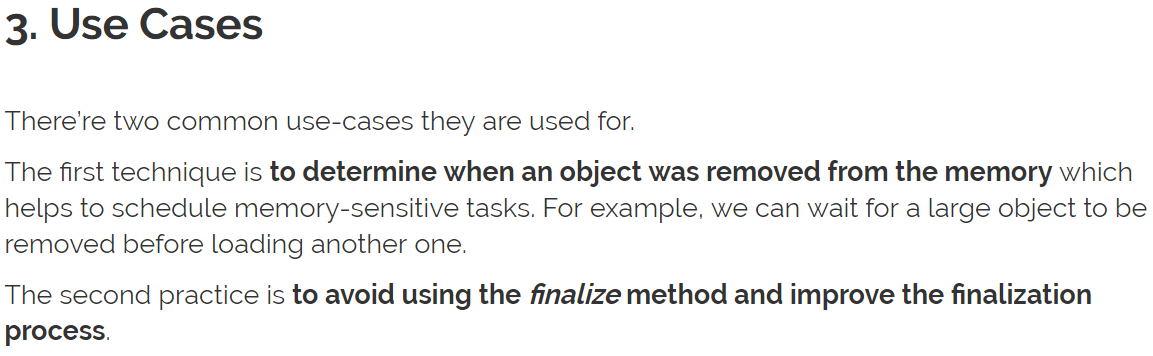 3. Use Cases
There're two common use-cases they are used for.
The first technique is to determine when an object was removed from the memory which
helps to schedule memory-sensitive tasks. For example, we can wait for a large object to be
removed before loading another one.
The second practice is to avoid using the finalize method and improve the finalization
process.